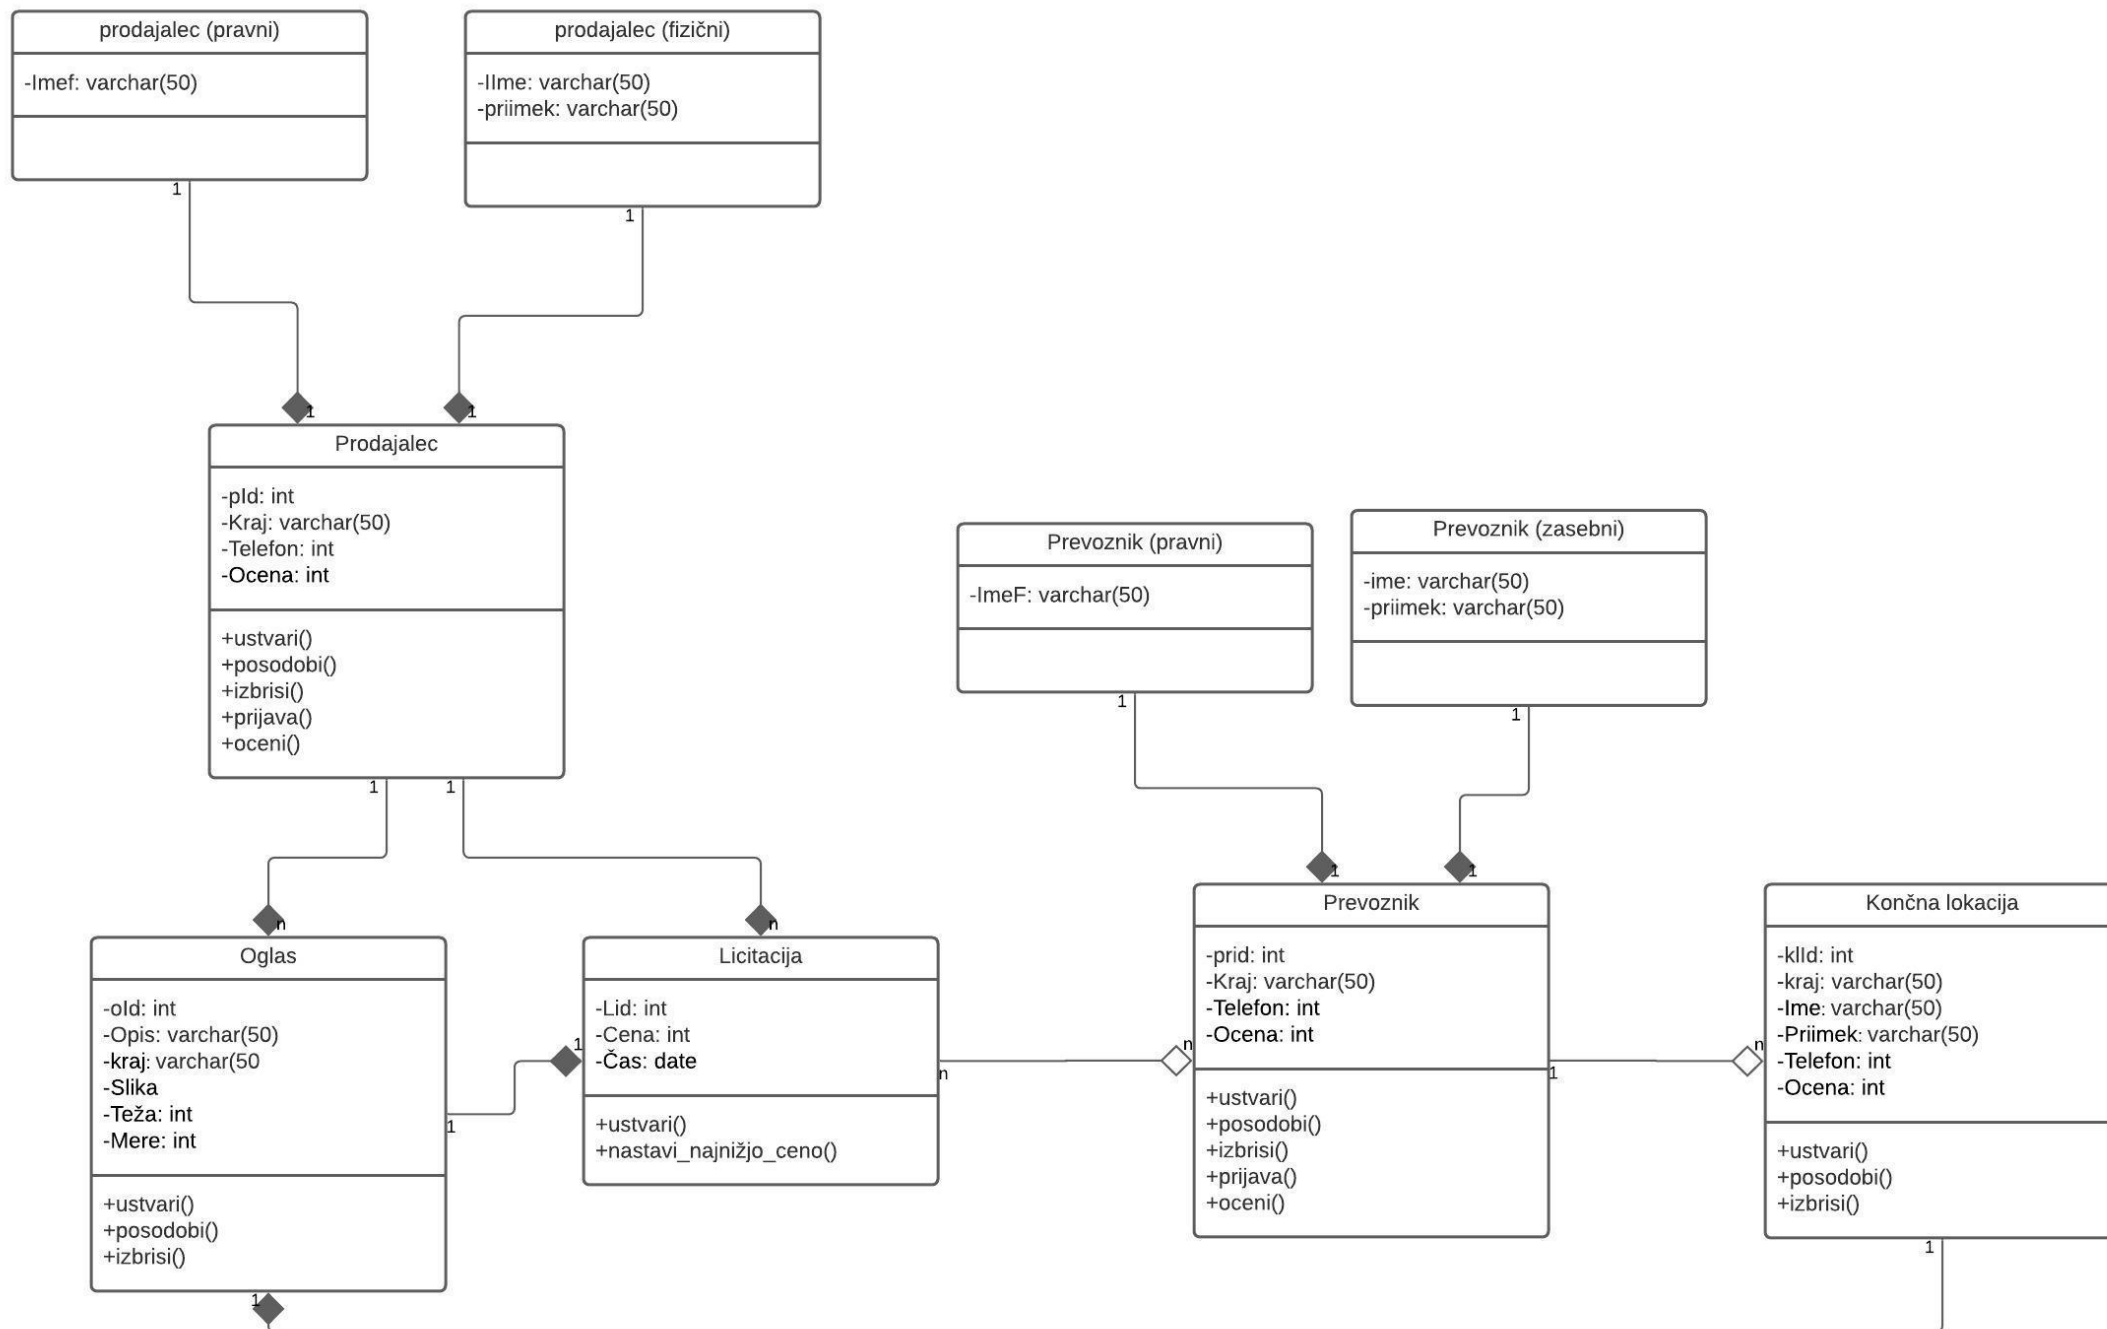 prodajalec (pravni)
-Imef: varchar(50)
1
prodajalec (fizični)
-IIme: varchar(50)
-priimek: varchar(50)
1
1
1
Prodajalec
-pId: int
-Kraj: varchar(50)
-Telefon: int
-Ocena: int
+ustvari()
+posodobi()
+izbrisi()
+prijava()
+oceni()
1
1
Prevoznik (pravni)
-ImeF: varchar(50)
1
Prevoznik (zasebni)
-ime: varchar(50)
-priimek: varchar(50)
1
n
Oglas
-oId: int
-Opis: varchar(50)
-kraj: varchar(50
-Slika
-Teža: int
-Mere: int
+ustvari()
+posodobi()
+izbrisi()
1
1
n
1
Licitacija
-Lid: int
-Cena: int
-Čas: date
+ustvari()
+nastavi_najnižjo_ceno()
n
1
1
n
Prevoznik
-prid: int
-Kraj: varchar(50)
-Telefon: int
-Ocena: int
+ustvari()
+posodobi()
+izbrisi()
+prijava()
+oceni()
1
n
Končna lokacija
-klId: int
-kraj: varchar(50)
-Ime: varchar(50)
-Priimek: varchar(50)
-Telefon: int
-Ocena: int
+ustvari()
+posodobi()
+izbrisi()
1